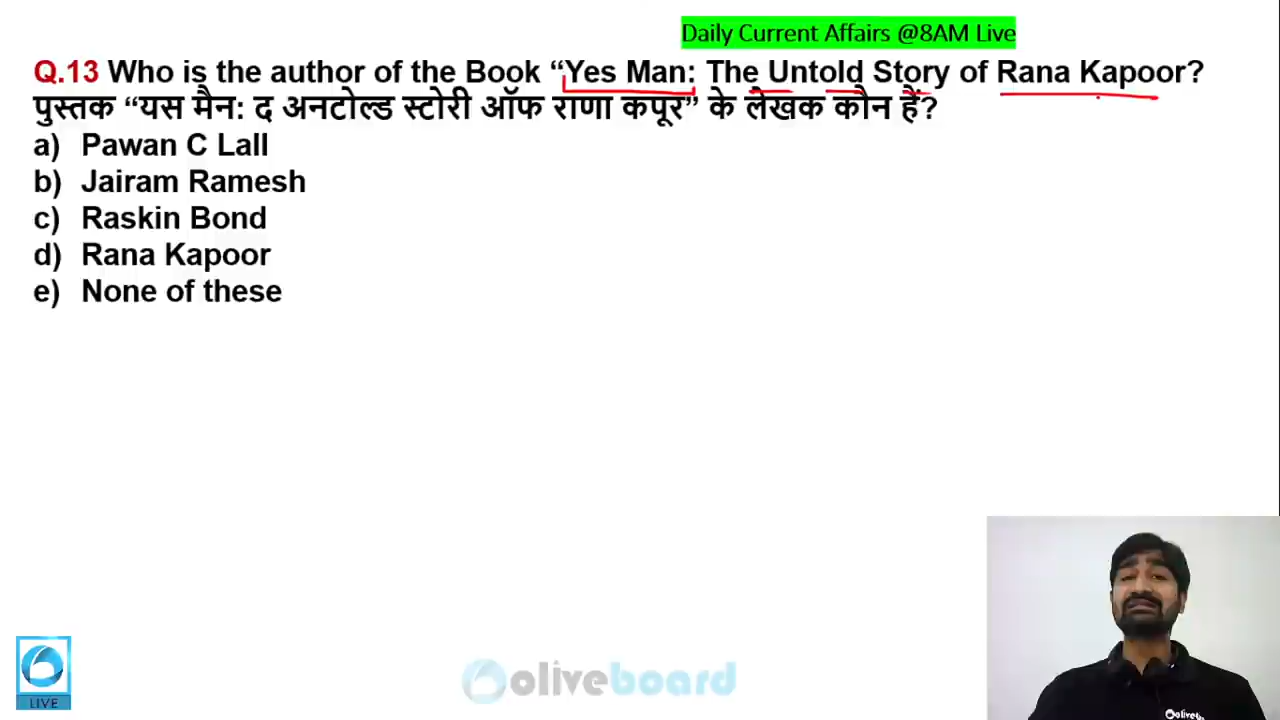 Daily Current Affairs @8AM Live
Q.13 Who is the author of the Book “Yes Man: The Untold Story of Rana Kapoor?
पुस्तक “यस मैन: द अनटोल्ड स्टोरी ऑफ राणा कपूर” के लेखक कौन हैं?
a) Pawan C Lall
b) Jairam Ramesh
c) Raskin Bond
d) Rana Kapoor
e) None of these
LIVE
oliveboard